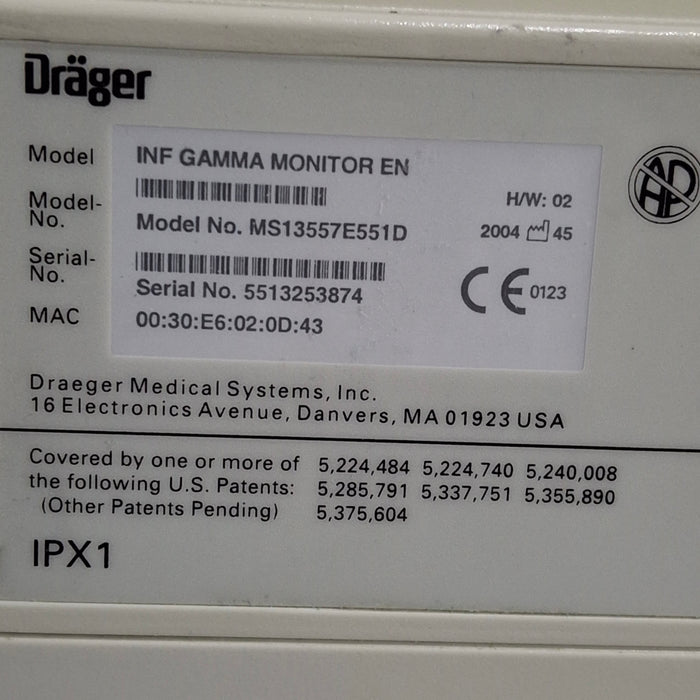 Dräger
Model INF GAMMA MONITOR EN
Model-No. Model No. MS13557E551D
H/W: 02
2004 45
Serial-No. Serial No. 5513253874
CE 0123
MAC 00:30:E6:02:0D:43
AP
HP
Draeger Medical Systems, Inc.
16 Electronics Avenue, Danvers, MA 01923 USA
Covered by one or more of 5,224,484 5,224,740 5,240,008
the following U.S. Patents: 5,285,791 5,337,751 5,355,890
(Other Patents Pending) 5,375,604
IPX1